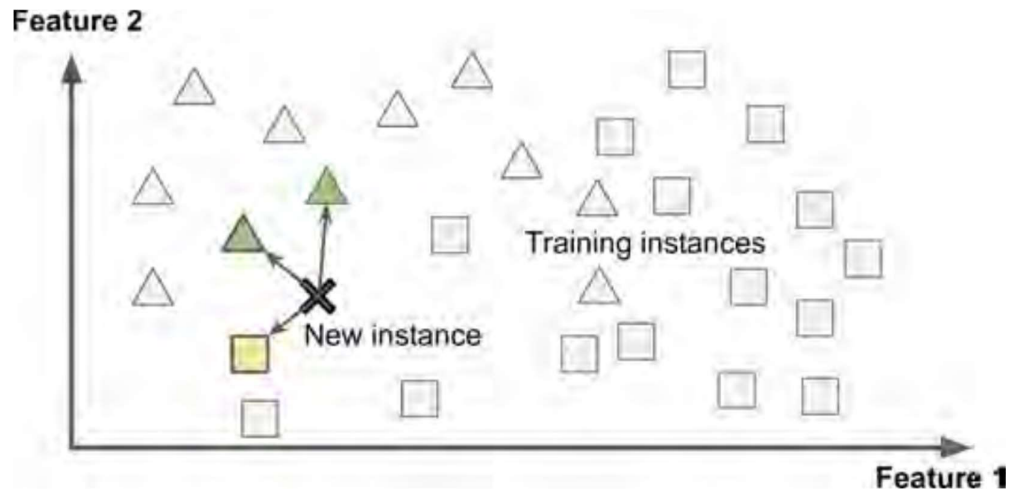 Feature 2
Training instances
New instance
Feature 1